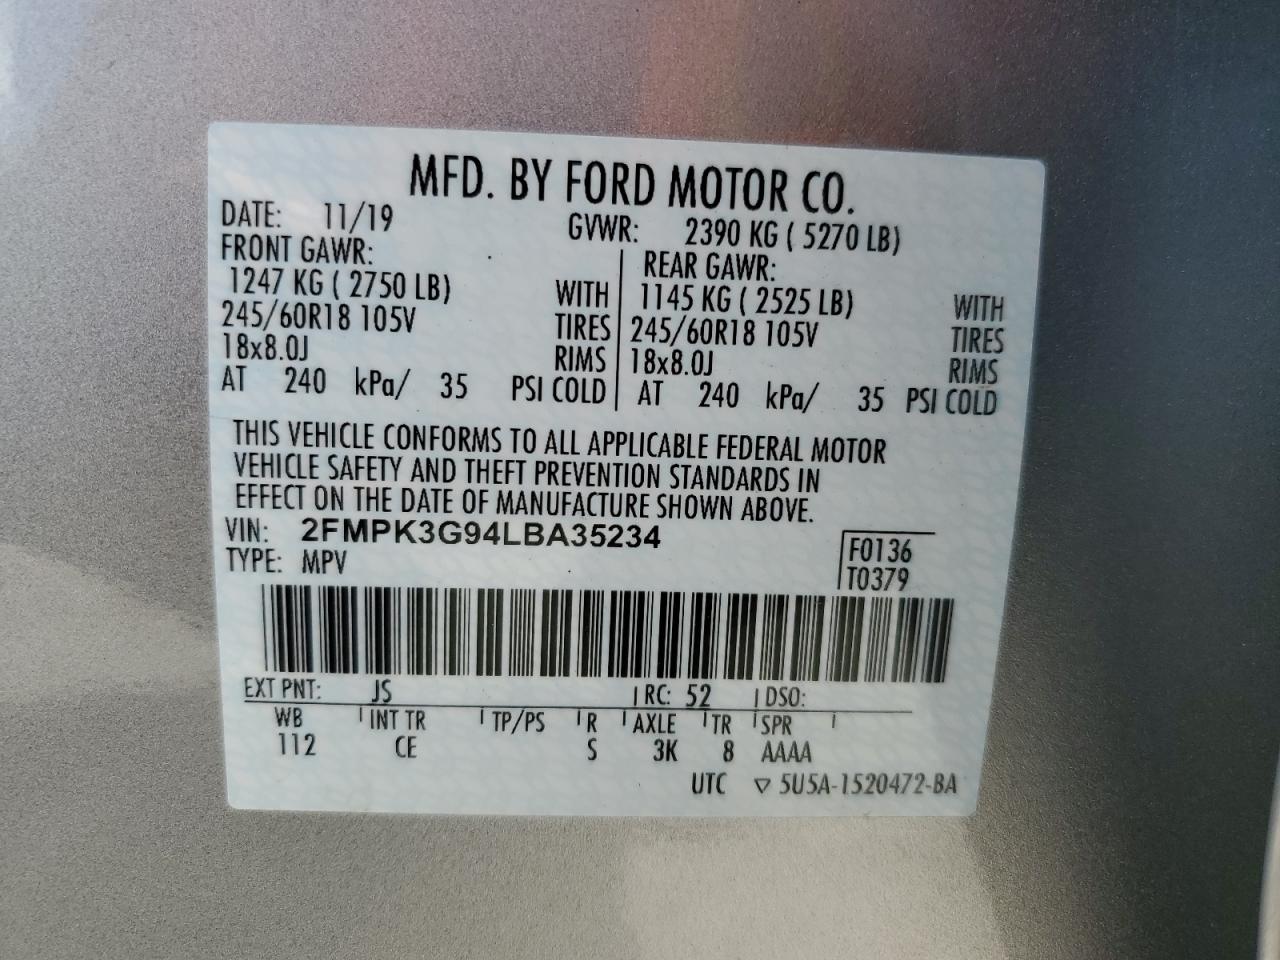 MFD. BY FORD MOTOR CO.
DATE: 11/19 GVWR: 2390 KG ( 5270 LB)
FRONT GAWR: REAR GAWR:
1247 KG ( 2750 LB) WITH 1145 KG ( 2525 LB) WITH
245/60R18 105V TIRES 245/60R18 105V TIRES
18x8.0J RIMS 18x8.0J RIMS
AT 240 kPa/ 35 PSI COLD AT 240 kPa/ 35 PSI COLD
THIS VEHICLE CONFORMS TO ALL APPLICABLE FEDERAL MOTOR
VEHICLE SAFETY AND THEFT PREVENTION STANDARDS IN
EFFECT ON THE DATE OF MANUFACTURE SHOWN ABOVE.
VIN: 2FMPK3G94LBA35234
TYPE: MPV
F0136
T0379
EXT PNT: JS RC: 52 DSO:
WB INT TR TP/PS R AXLE TR SPR
112 CE S 3K 8 AAAA
UTC ▽ 5U5A-1520472-BA